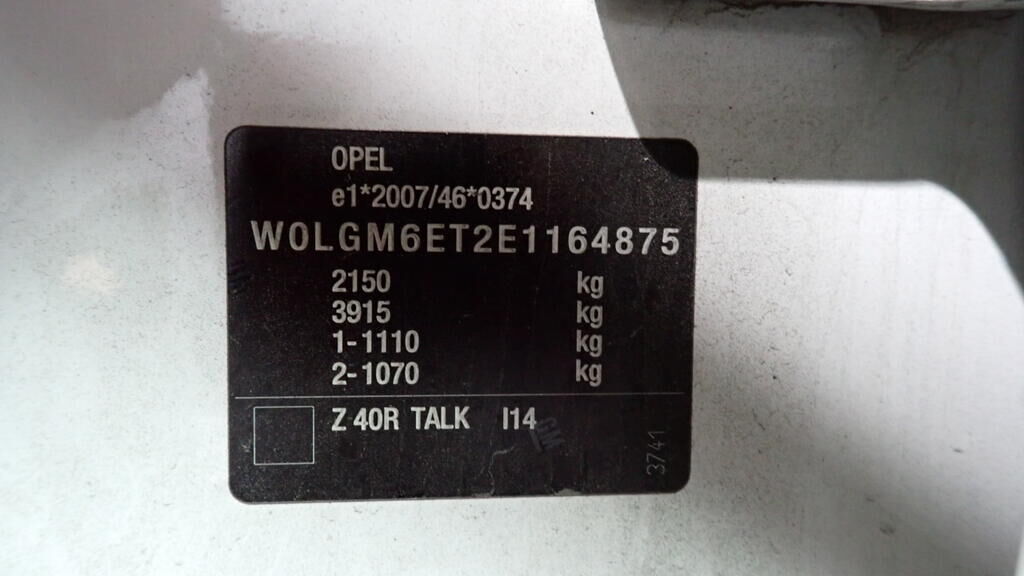 OPEL
e1*2007/46*0374
W0LGM6ET2E1164875
2150 kg
3915 kg
1-1110 kg
2-1070 kg
Z 40R TALK I14
GM
3741